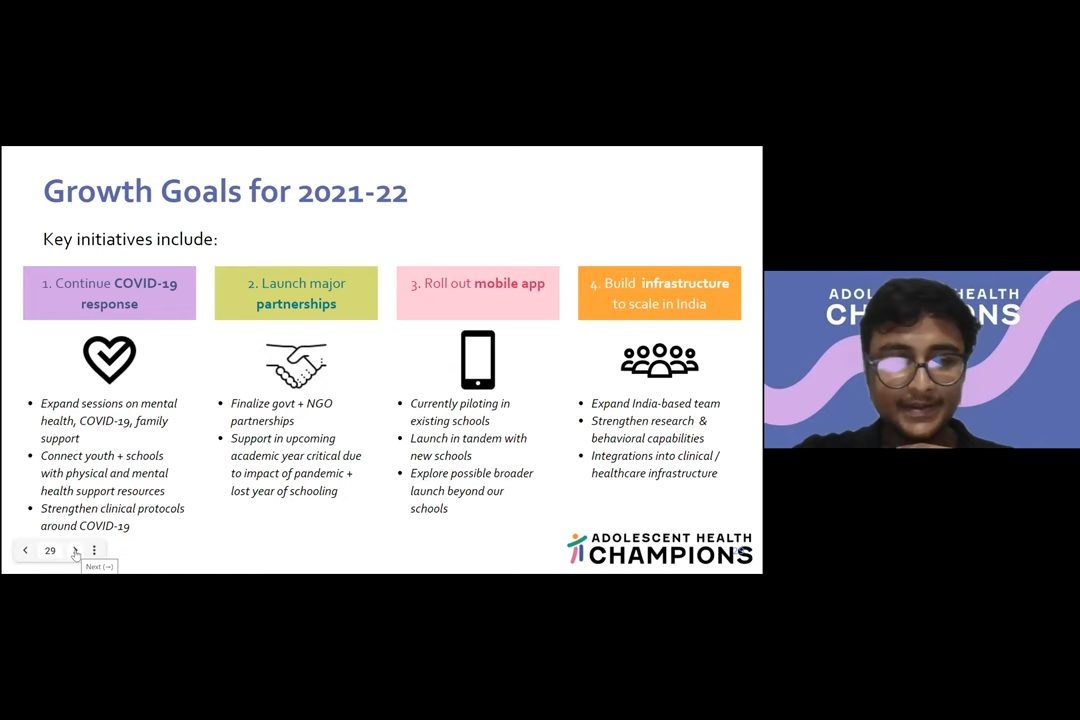 Growth Goals for 2021-22
Key initiatives include:
1. Continue COVID-19
response
2. Launch major
partnerships
3. Roll out mobile app
4. Build infrastructure
to scale in India
• Expand sessions on mental
health, COVID-19, family
support
• Connect youth + schools
with physical and mental
health support resources
• Strengthen clinical protocols
around COVID-19
• Finalize govt + NGO
partnerships
• Support in upcoming
academic year critical due
to impact of pandemic +
lost year of schooling
• Currently piloting in
existing schools
• Launch in tandem with
new schools
• Explore possible broader
launch beyond our
schools
• Expand India-based team
• Strengthen research &
behavioral capabilities
• Integrations into clinical /
healthcare infrastructure
29
Next (→)
ADOLESCENT HEALTH
CHAMPIONS